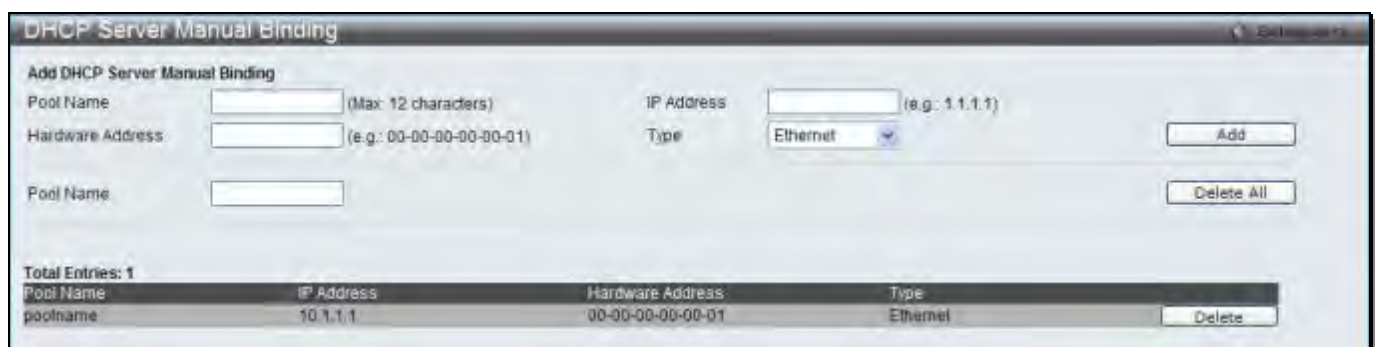 DHCP Server Manual Binding
Add DHCP Server Manual Binding
Pool Name (Max: 12 characters) IP Address (e.g.: 1.1.1.1)
Hardware Address (e.g.: 00-00-00-00-00-01) Type Ethernet Add
Pool Name Delete All
Total Entries: 1
Pool Name IP Address Hardware Address Type
poolname 10.1.1.1 00-00-00-00-00-01 Ethernet Delete